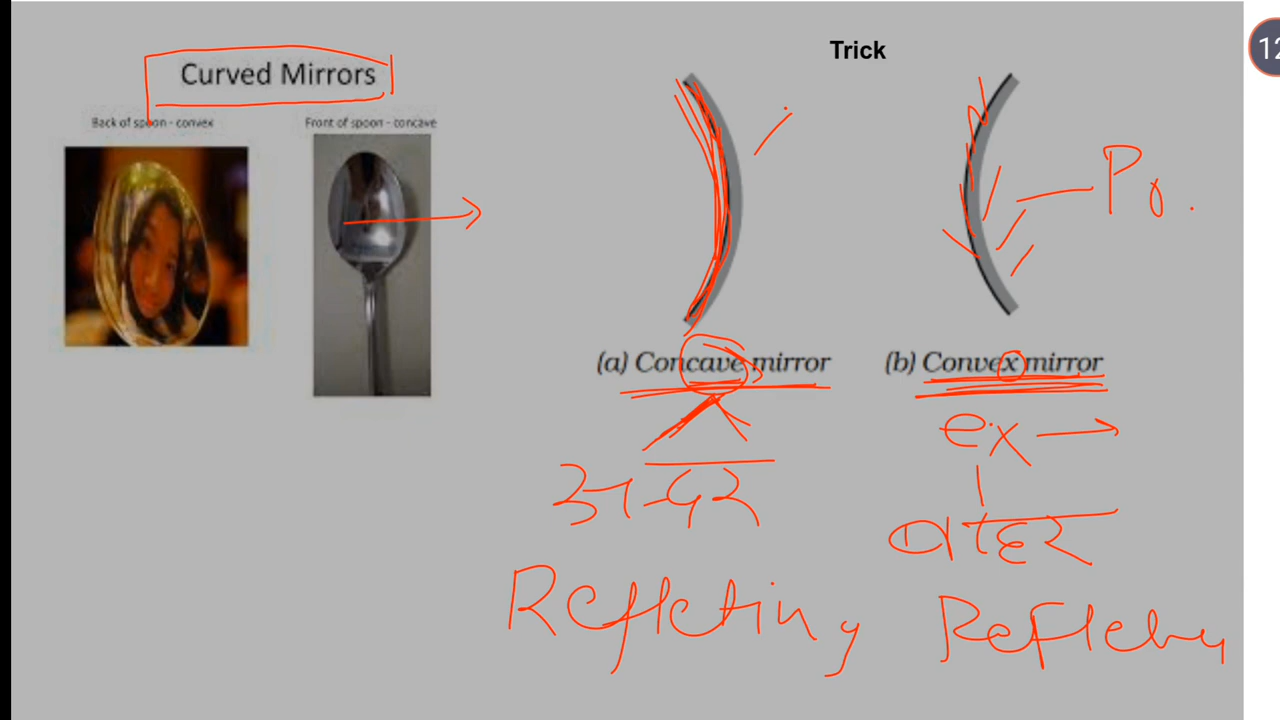 Curved Mirrors
Back of spoon - convex
Front of spoon - concave
Trick
12
Po.
(a) Concave mirror
(b) Convex mirror
ex
अन्दर
बाहर
Reflecting